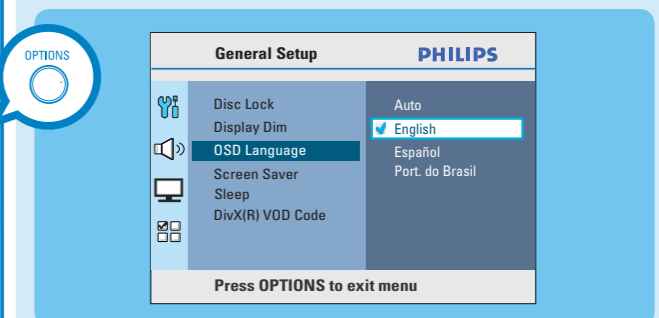 OPTIONS
General Setup
PHILIPS
Disc Lock
Display Dim
OSD Language
Screen Saver
Sleep
DivX(R) VOD Code
Auto
English
Español
Port. do Brasil
Press OPTIONS to exit menu